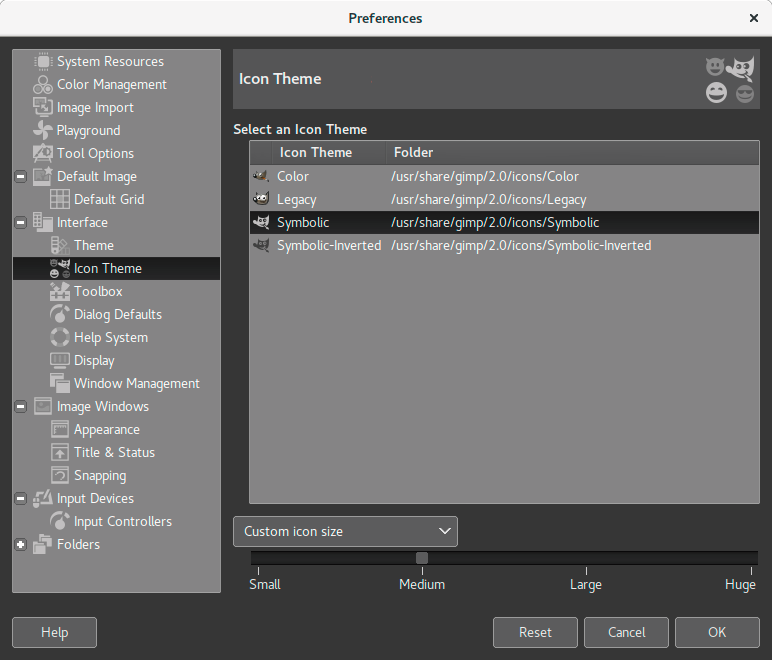 Preferences
System Resources
Color Management
Image Import
Playground
Tool Options
Default Image
Default Grid
Interface
Theme
Icon Theme
Toolbox
Dialog Defaults
Help System
Display
Window Management
Image Windows
Appearance
Title & Status
Snapping
Input Devices
Input Controllers
Folders
Icon Theme
Select an Icon Theme
Icon Theme Folder
Color /usr/share/gimp/2.0/icons/Color
Legacy /usr/share/gimp/2.0/icons/Legacy
Symbolic /usr/share/gimp/2.0/icons/Symbolic
Symbolic-Inverted /usr/share/gimp/2.0/icons/Symbolic-Inverted
Custom icon size
Small Medium Large Huge
Help Reset Cancel OK